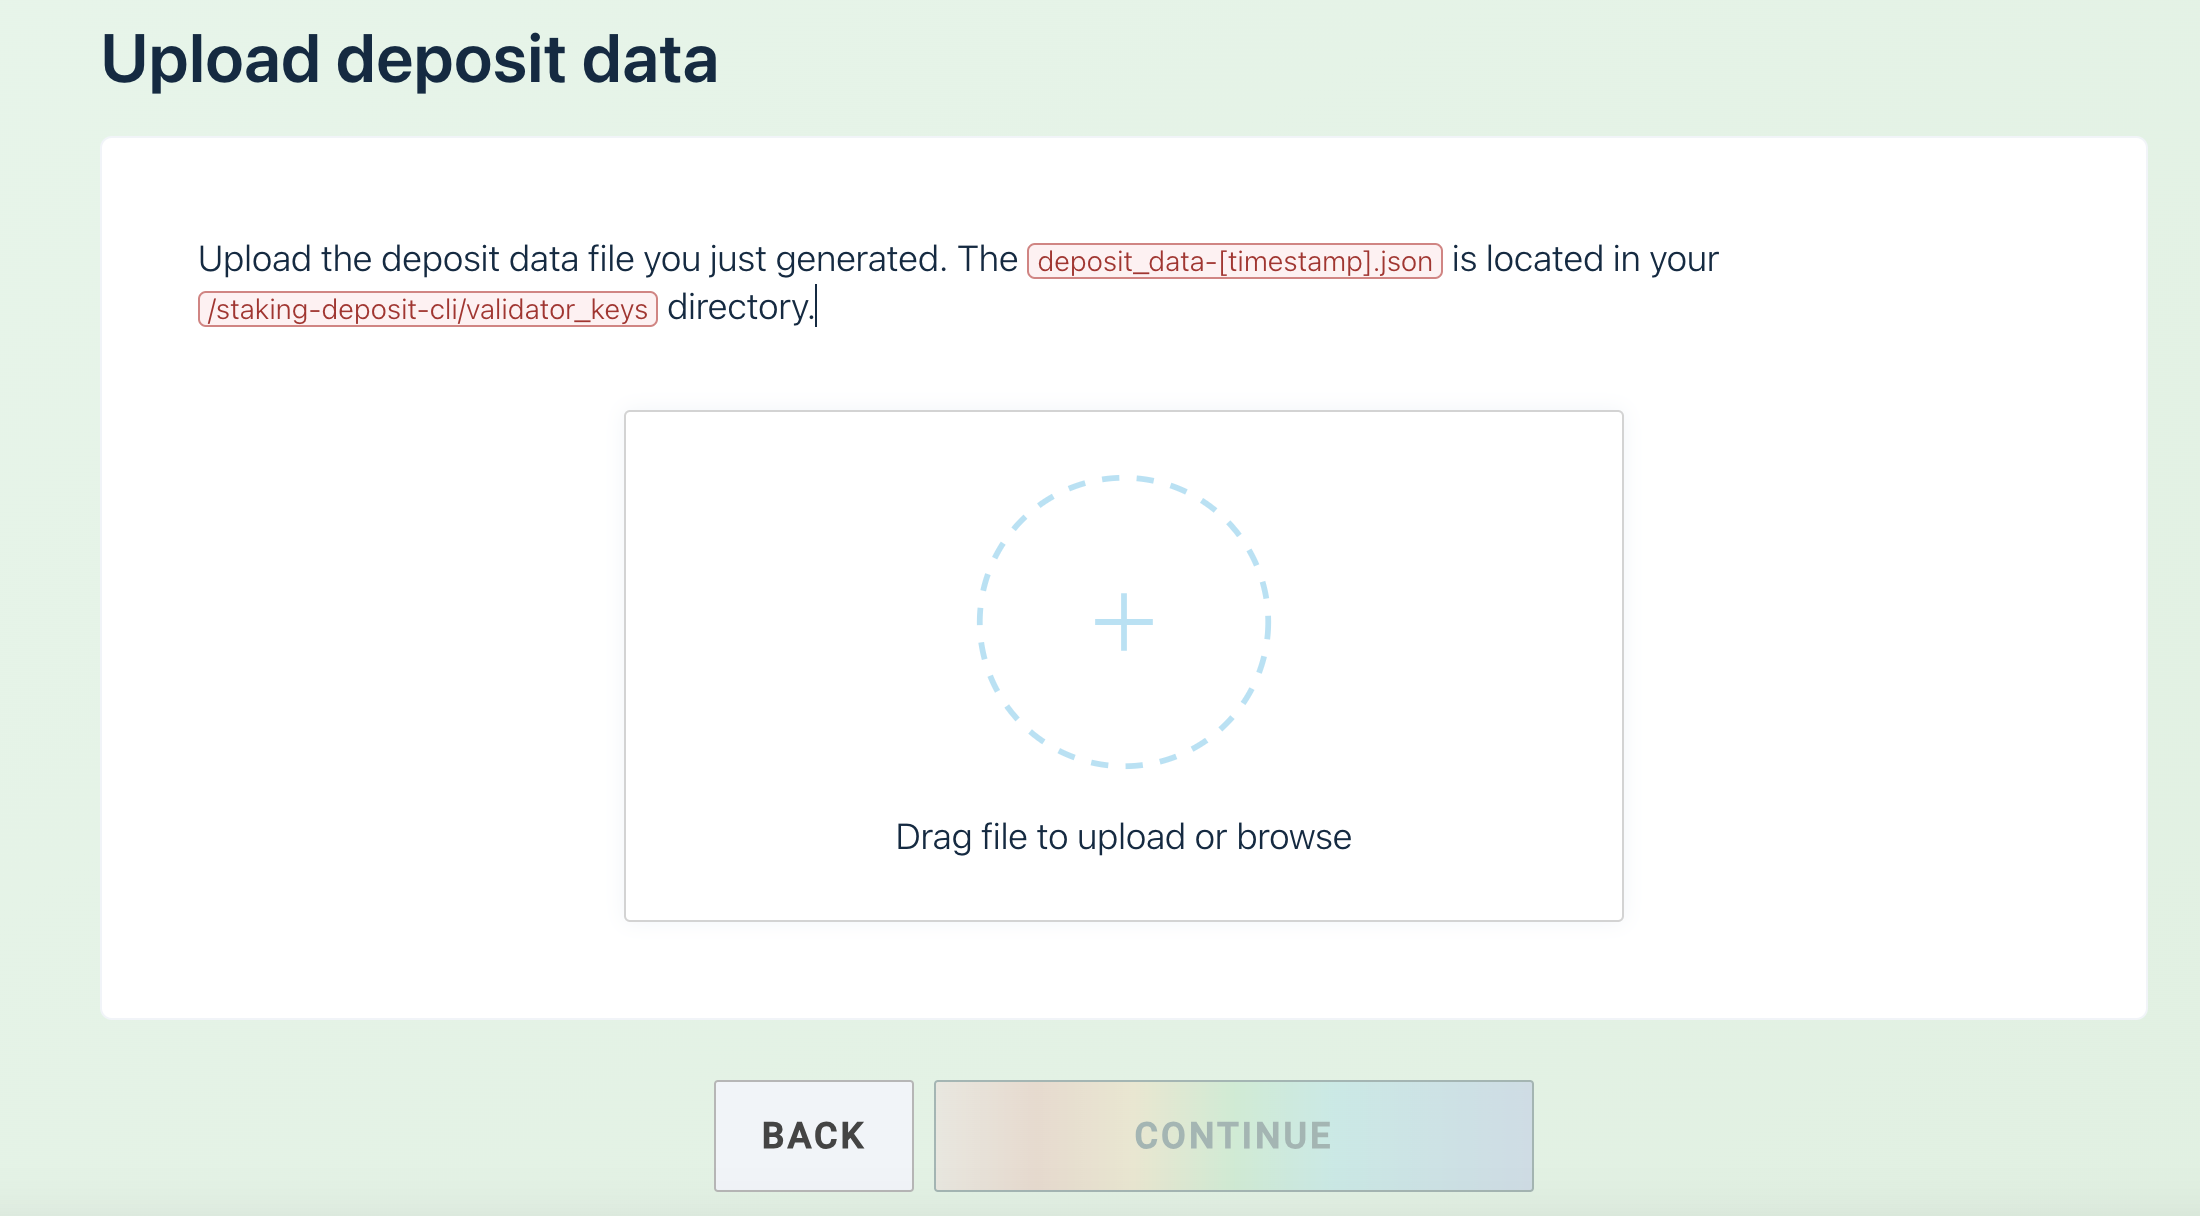 Upload deposit data
Upload the deposit data file you just generated. The deposit_data-[timestamp].json is located in your
/staking-deposit-cli/validator_keys directory.
Drag file to upload or browse
BACK
CONTINUE